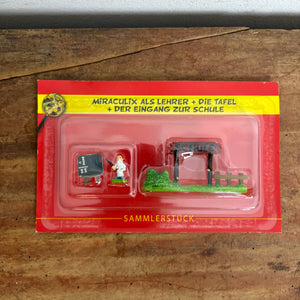 MIRACULIX ALS LEHRER + DIE TAFEL
+ DER EINGANG ZUR SCHULE
SAMMLERSTÜCK